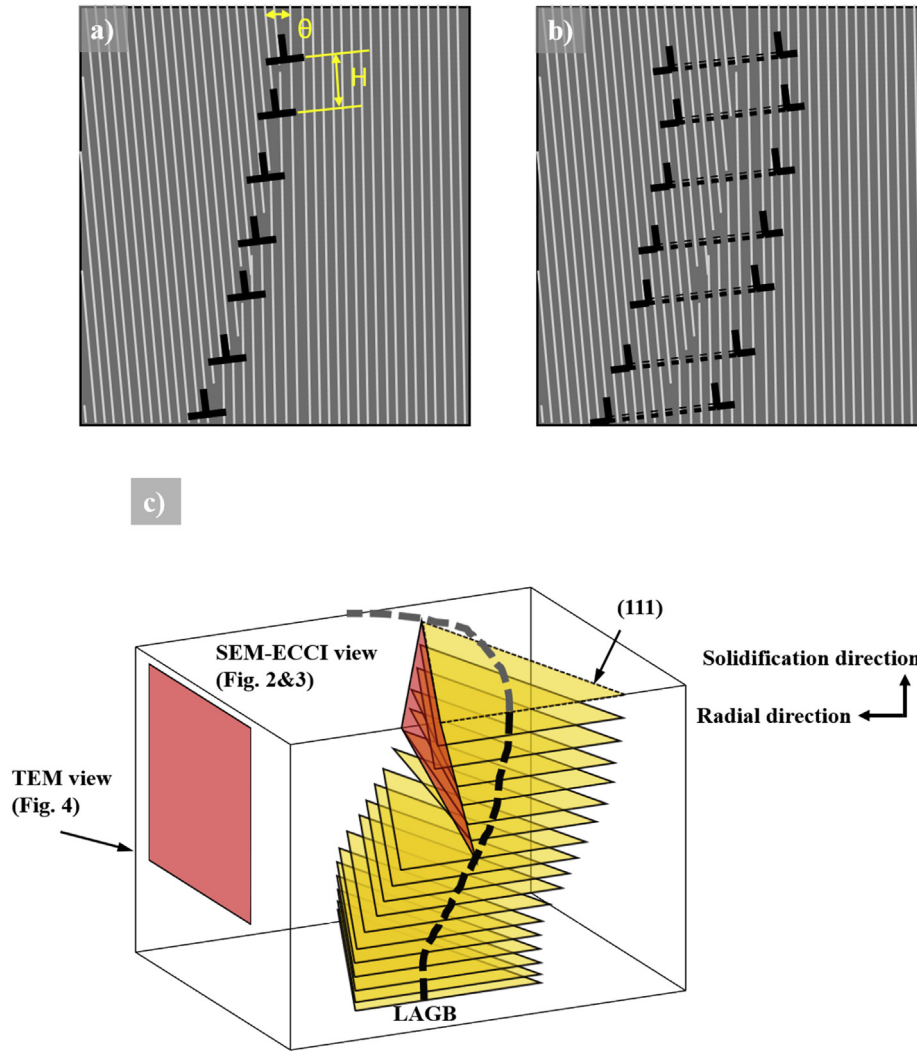 a)
θ
H
b)
c)
(111)
SEM-ECCI view
(Fig. 2&3)
Solidification direction
Radial direction
TEM view
(Fig. 4)
LAGB